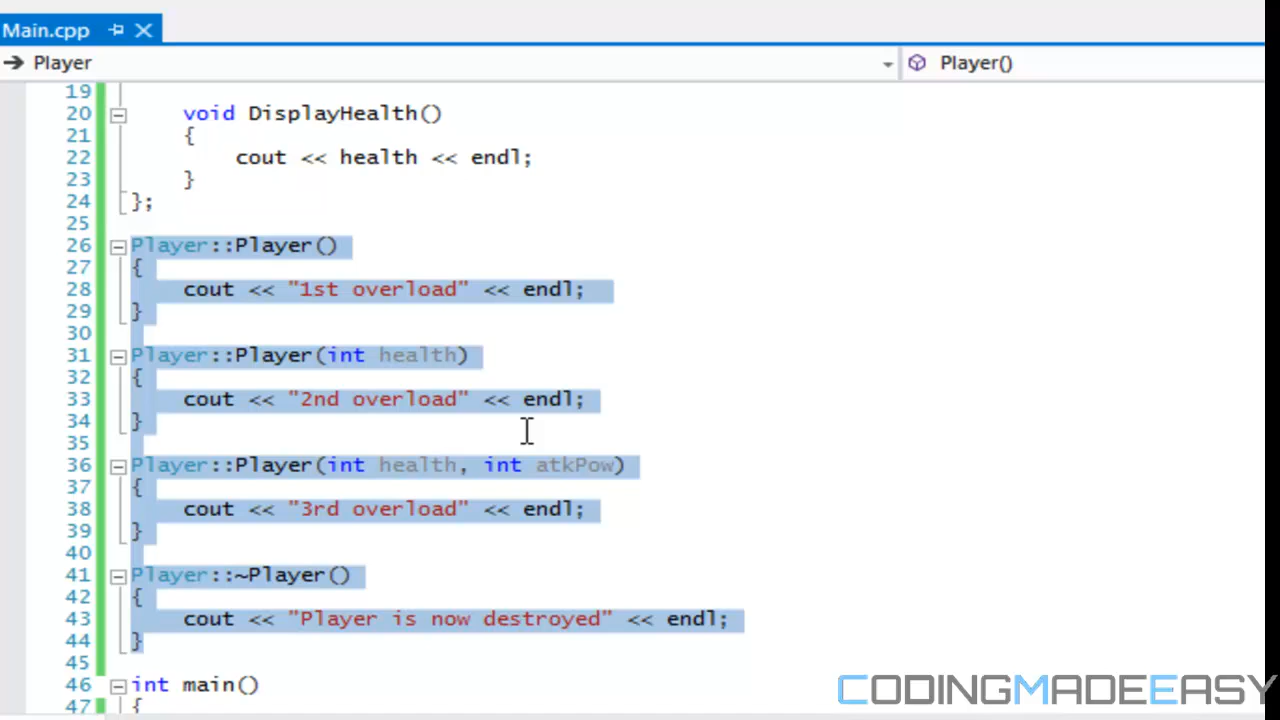 Main.cpp
Player Player()
19
20 void DisplayHealth()
21 {
22 cout << health << endl;
23 }
24 };
25
26 Player::Player()
27 {
28 cout << "1st overload" << endl;
29 }
30
31 Player::Player(int health)
32 {
33 cout << "2nd overload" << endl;
34 }
35
36 Player::Player(int health, int atkPow)
37 {
38 cout << "3rd overload" << endl;
39 }
40
41 Player::~Player()
42 {
43 cout << "Player is now destroyed" << endl;
44 }
45
46 int main()
47 {
CODINGMADEEASY